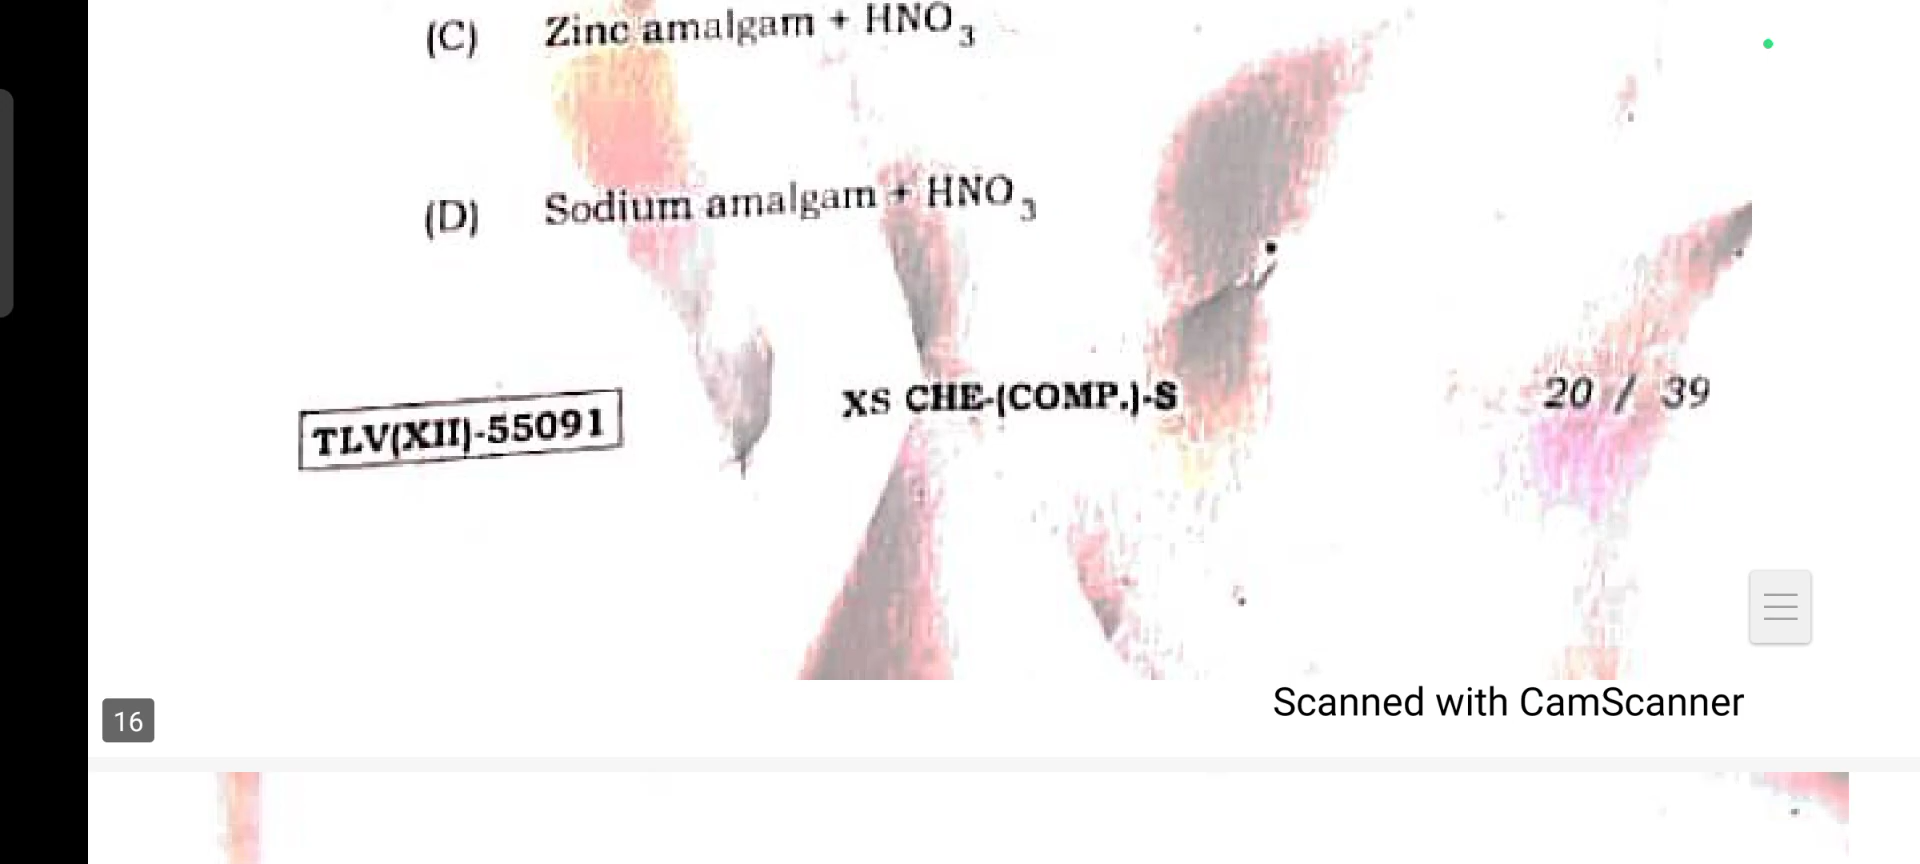 (C) Zinc amalgam + HNO3
(D) Sodium amalgam + HNO3
TLV(XII)-55091 XS CHE-(COMP.)-S 20 / 39
Scanned with CamScanner
16